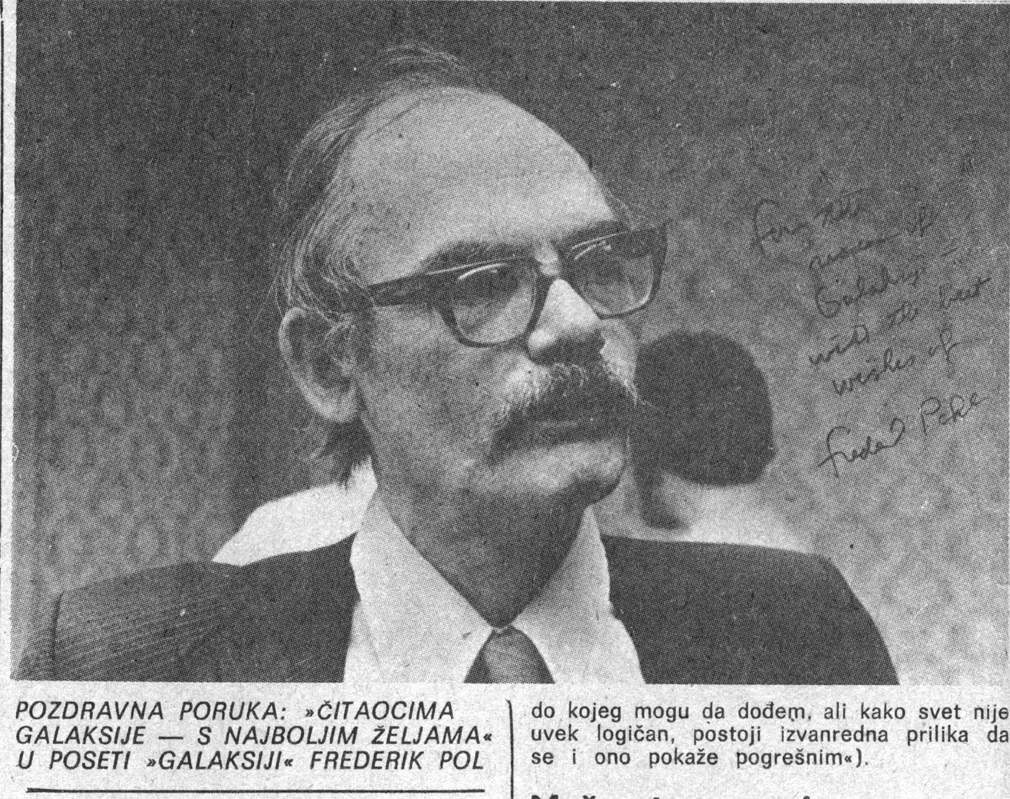 for the
readers of
Galaksija –
with the best
wishes of
Frederik Pohl
POZDRAVNA PORUKA: »ČITAOCIMA
GALAKSIJE — S NAJBOLJIM ŽELJAMA«
U POSETI »GALAKSIJI« FREDERIK POL
do kojeg mogu da dođem, ali kako svet nije
uvek logičan, postoji izvanredna prilika da
se i ono pokaže pogrešnim«).